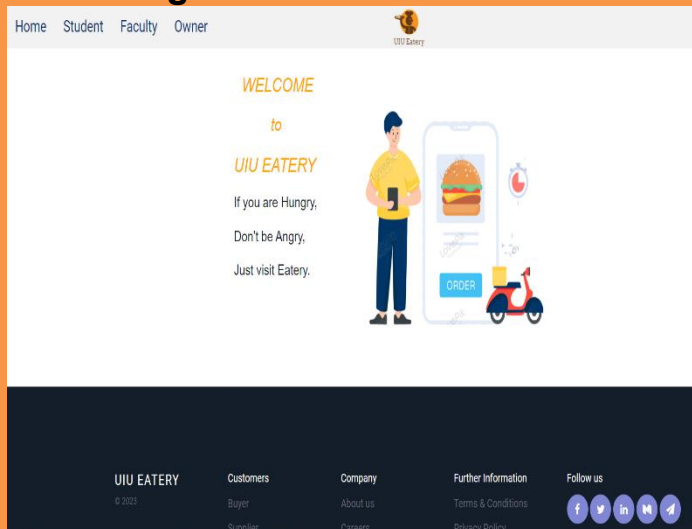 Home Student Faculty Owner
UIU Eatery
WELCOME
to
UIU EATERY
If you are Hungry,
Don't be Angry,
Just visit Eatery.
ORDER
UIU EATERY
© 2023
Customers
Buyer
Supplier
Company
About us
Careers
Further Information
Terms & Conditions
Privacy Policy
Follow us